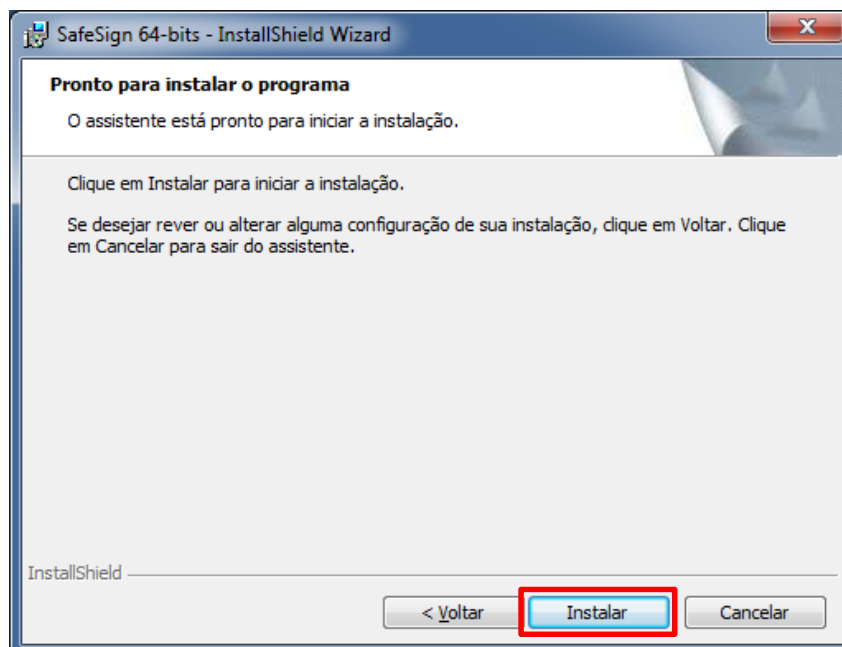 SafeSign 64-bits - InstallShield Wizard
Pronto para instalar o programa
O assistente está pronto para iniciar a instalação.
Clique em Instalar para iniciar a instalação.
Se desejar rever ou alterar alguma configuração de sua instalação, clique em Voltar. Clique
em Cancelar para sair do assistente.
InstallShield
< Voltar Instalar Cancelar